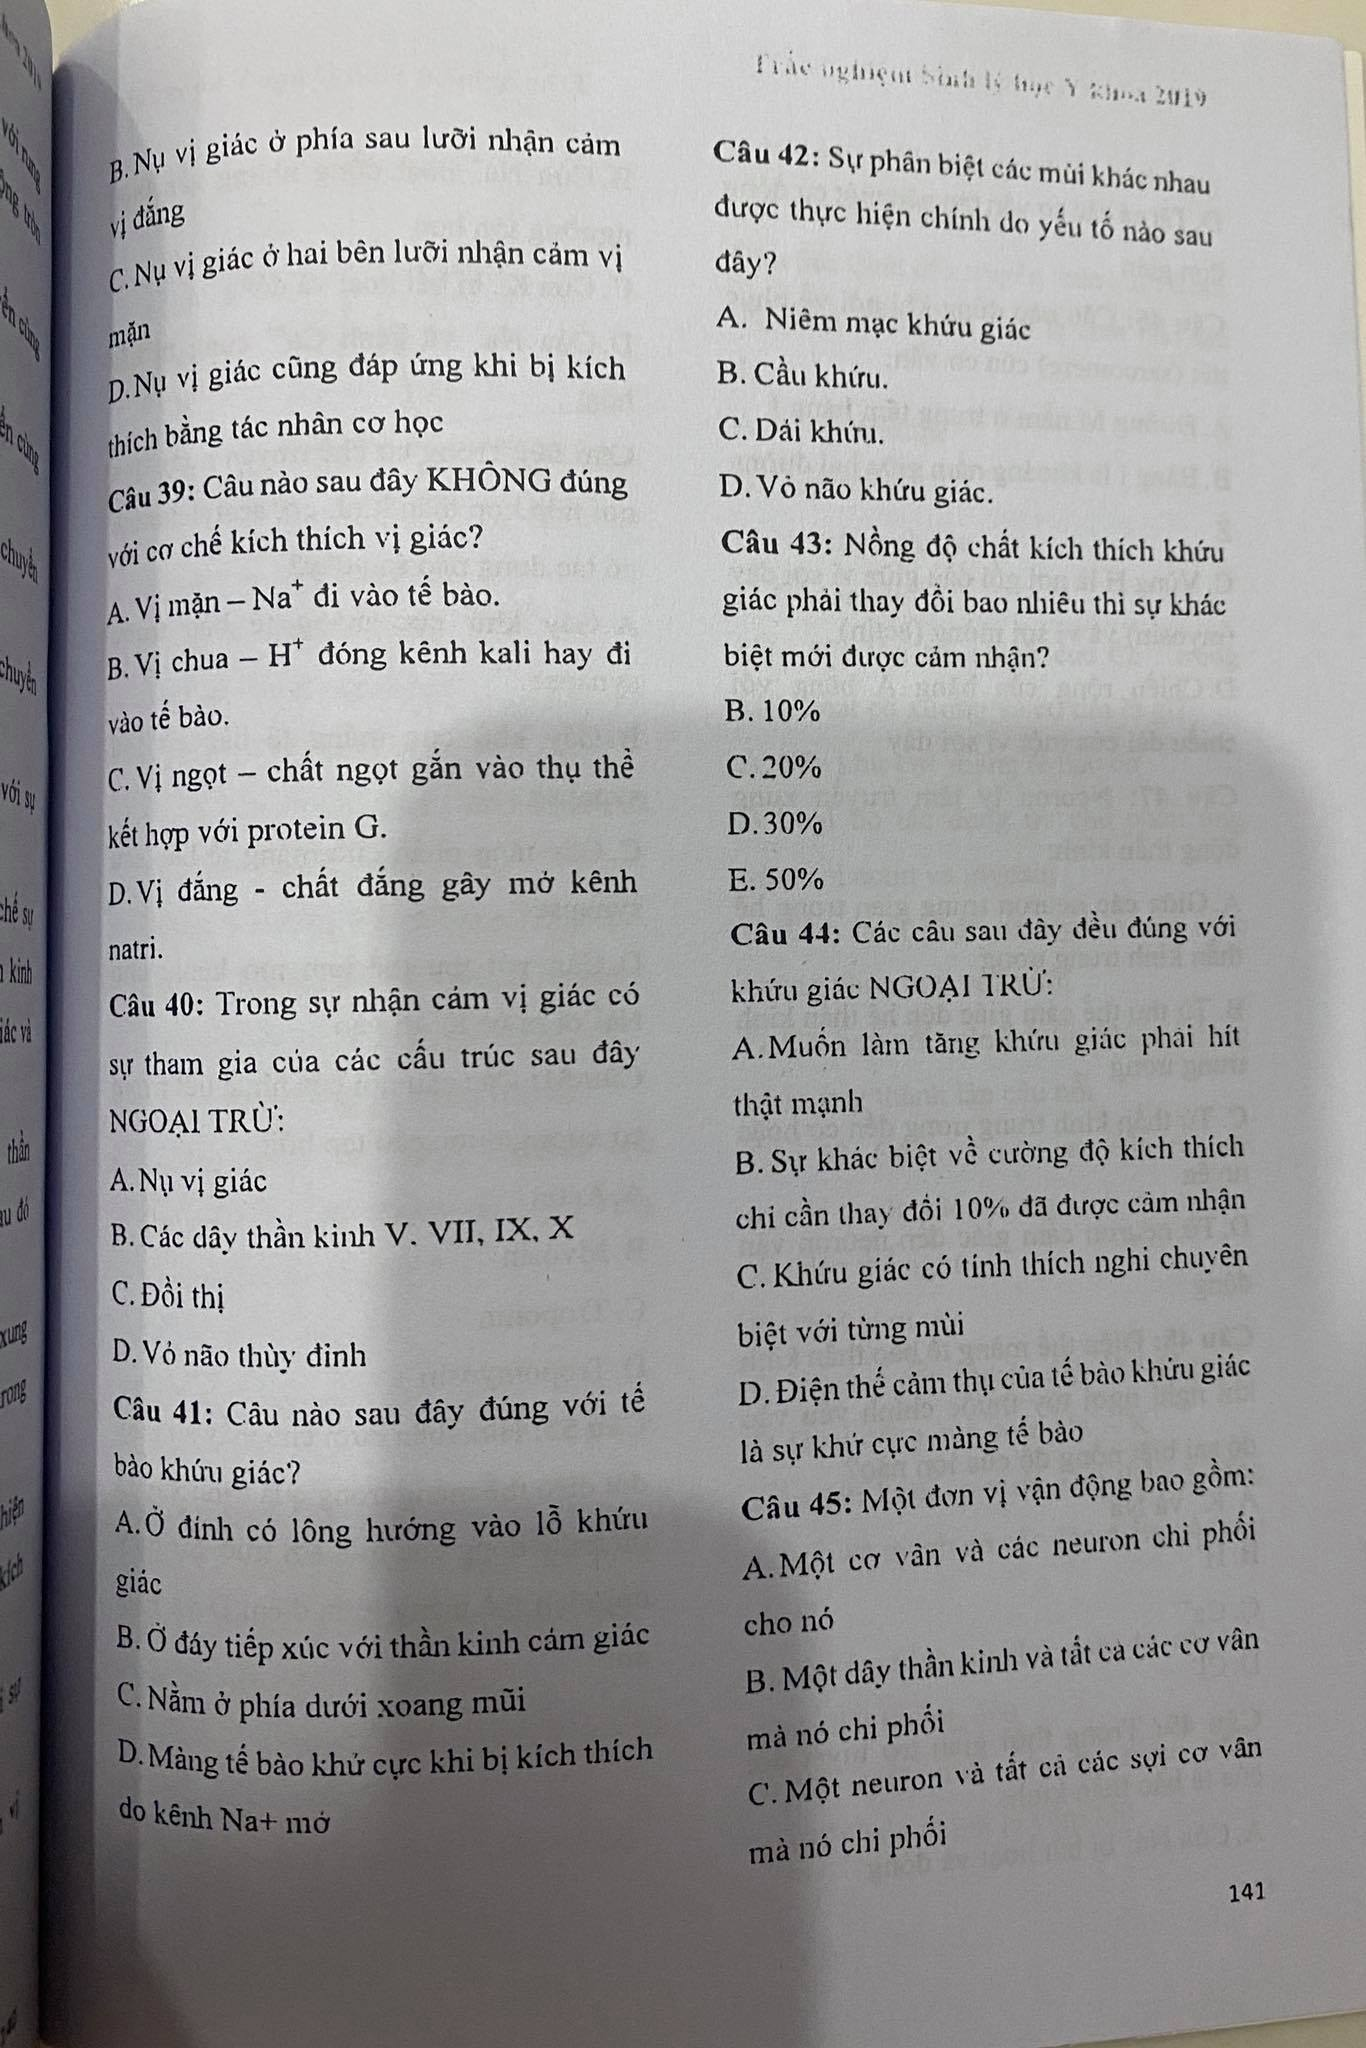 Trắc nghiệm Sinh lý học Y Khoa 2019
B. Nụ vị giác ở phía sau lưỡi nhận cảm
vị đắng
C. Nụ vị giác ở hai bên lưỡi nhận cảm vị
mặn
D. Nụ vị giác cũng đáp ứng khi bị kích
thích bằng tác nhân cơ học
Câu 39: Câu nào sau đây KHÔNG đúng
với cơ chế kích thích vị giác?
A. Vị mặn – Na⁺ đi vào tế bào.
B. Vị chua – H⁺ đóng kênh kali hay đi
vào tế bào.
C. Vị ngọt – chất ngọt gắn vào thụ thể
kết hợp với protein G.
D. Vị đắng - chất đắng gây mở kênh
natri.
Câu 40: Trong sự nhận cảm vị giác có
sự tham gia của các cấu trúc sau đây
NGOẠI TRỪ:
A. Nụ vị giác
B. Các dây thần kinh V. VII, IX, X
C. Đồi thị
D. Vỏ não thùy đỉnh
Câu 41: Câu nào sau đây đúng với tế
bào khứu giác?
A. Ở đỉnh có lông hướng vào lỗ khứu
giác
B. Ở đáy tiếp xúc với thần kinh cảm giác
C. Nằm ở phía dưới xoang mũi
D. Màng tế bào khử cực khi bị kích thích
do kênh Na+ mở
Câu 42: Sự phân biệt các mùi khác nhau
được thực hiện chính do yếu tố nào sau
đây?
A. Niêm mạc khứu giác
B. Cầu khứu.
C. Dải khứu.
D. Vỏ não khứu giác.
Câu 43: Nồng độ chất kích thích khứu
giác phải thay đổi bao nhiêu thì sự khác
biệt mới được cảm nhận?
B. 10%
C. 20%
D. 30%
E. 50%
Câu 44: Các câu sau đây đều đúng với
khứu giác NGOẠI TRỪ:
A. Muốn làm tăng khứu giác phải hít
thật mạnh
B. Sự khác biệt về cường độ kích thích
chỉ cần thay đổi 10% đã được cảm nhận
C. Khứu giác có tính thích nghi chuyên
biệt với từng mùi
D. Điện thế cảm thụ của tế bào khứu giác
là sự khử cực màng tế bào
Câu 45: Một đơn vị vận động bao gồm:
A. Một cơ vân và các neuron chi phối
cho nó
B. Một dây thần kinh và tất cả các cơ vân
mà nó chi phối
C. Một neuron và tất cả các sợi cơ vân
mà nó chi phối
141